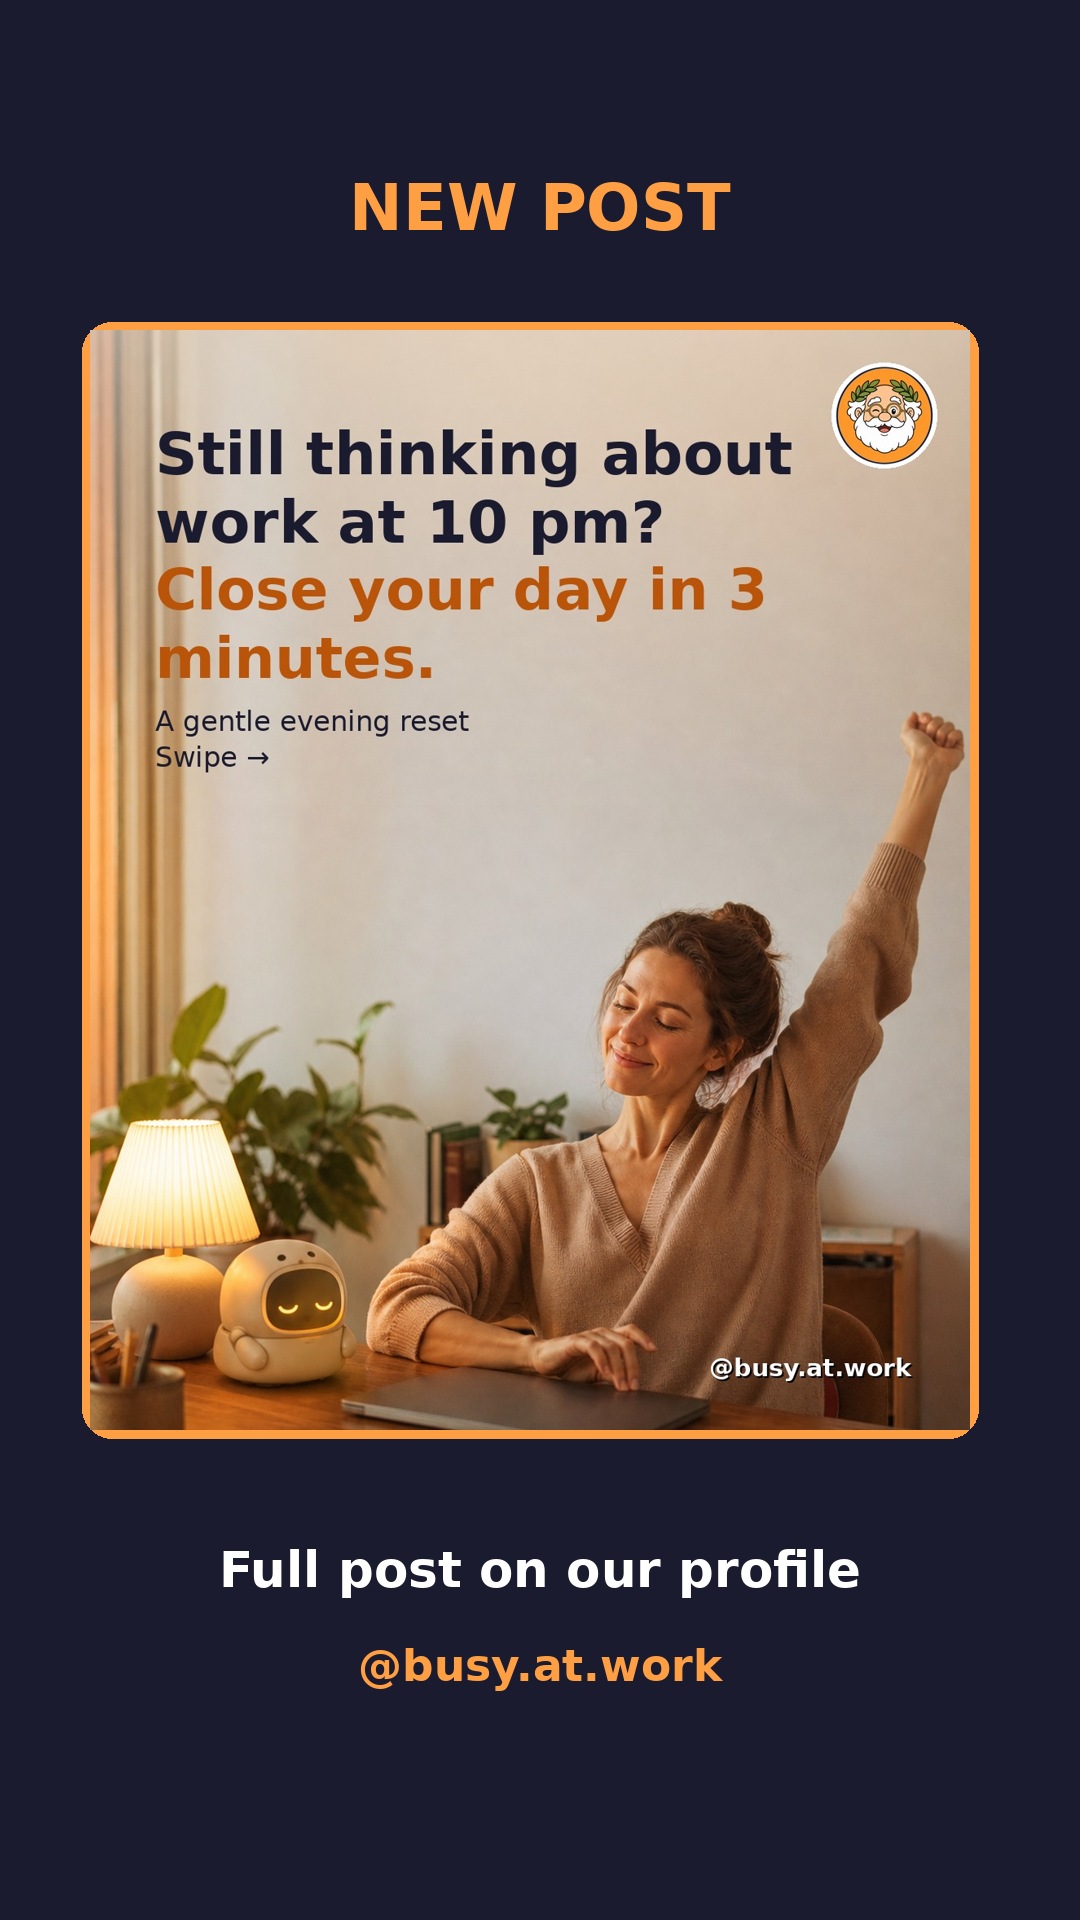 NEW POST
Still thinking about
work at 10 pm?
Close your day in 3
minutes.
A gentle evening reset
Swipe →
@busy.at.work
Full post on our profile
@busy.at.work